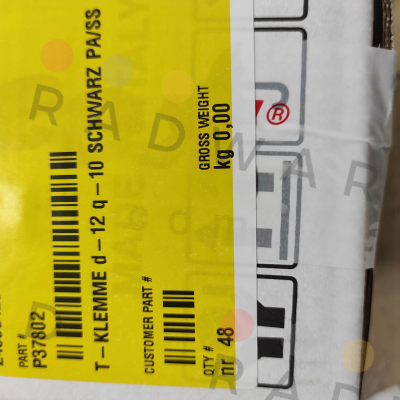 PART #
P37802
T-KLEMME d-12 q-10 SCHWARZ PA/SS
CUSTOMER PART #
GROSS WEIGHT
kg 0,00
QTY #
nr 48
®
RADWAR